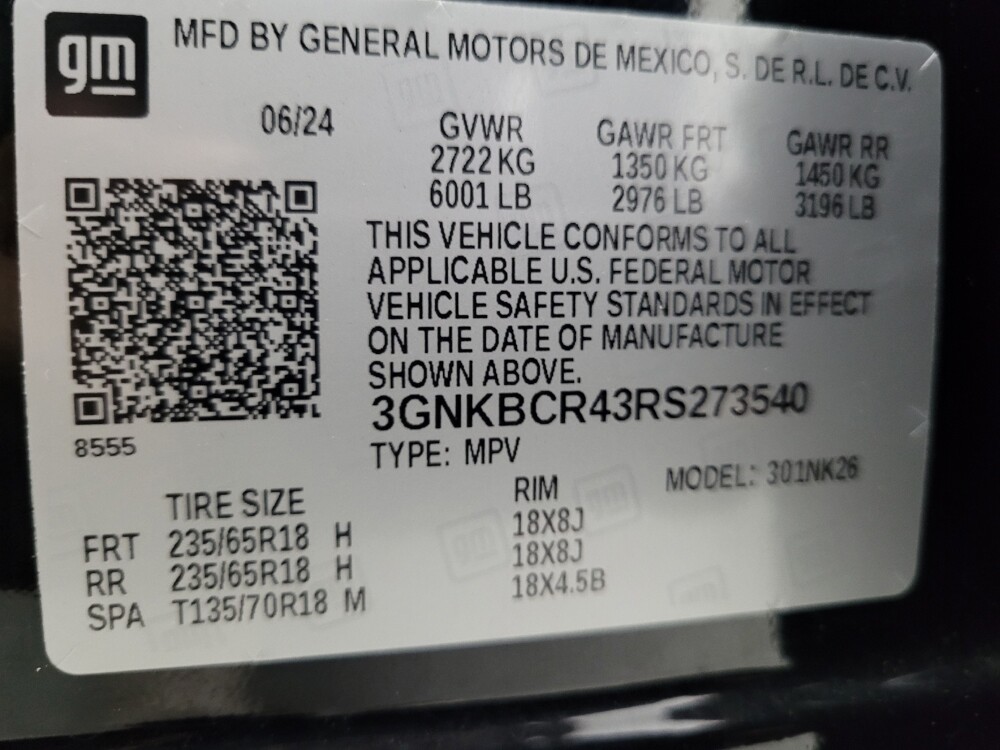 gm
MFD BY GENERAL MOTORS DE MEXICO, S. DE R.L. DE C.V.
06/24 GVWR GAWR FRT GAWR RR
2722 KG 1350 KG 1450 KG
6001 LB 2976 LB 3196 LB
THIS VEHICLE CONFORMS TO ALL
APPLICABLE U.S. FEDERAL MOTOR
VEHICLE SAFETY STANDARDS IN EFFECT
ON THE DATE OF MANUFACTURE
SHOWN ABOVE.
3GNKBCR43RS273540
8555
TYPE: MPV MODEL: 301NK26
TIRE SIZE RIM
FRT 235/65R18 H 18X8J
RR 235/65R18 H 18X8J
SPA T135/70R18 M 18X4.5B